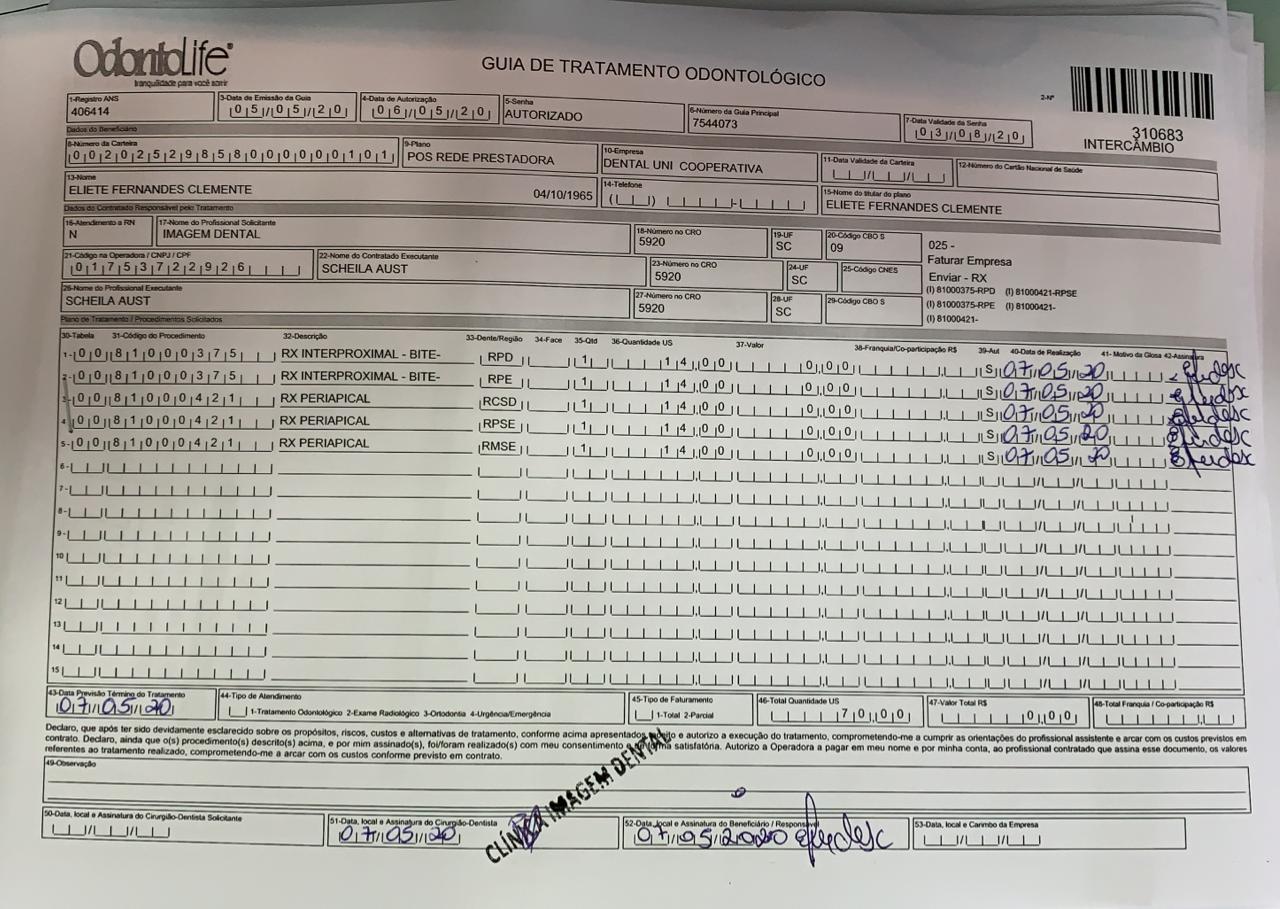 OdontoLife®
tranquilidade para você sorrir
GUIA DE TRATAMENTO ODONTOLÓGICO
2-Nº
310683
INTERCÂMBIO
1-Registro ANS 3-Data de Emissão da Guia 4-Data de Autorização 5-Senha 6-Número da Guia Principal 7-Data Validade da Senha
406414 05/05/20 06/05/20 AUTORIZADO 7544073 03/08/20
Dados do Beneficiário
8-Número da Carteira 9-Plano 10-Empresa 11-Data Validade da Carteira 12-Número do Cartão Nacional de Saúde
00202529858000000101 POS REDE PRESTADORA DENTAL UNI COOPERATIVA
13-Nome 14-Telefone 15-Nome do titular do plano
ELIETE FERNANDES CLEMENTE 04/10/1965 ELIETE FERNANDES CLEMENTE
Dados do Contratado Responsável pelo Tratamento
16-Atendimento a RN 17-Nome do Profissional Solicitante 18-Número no CRO 19-UF 20-Código CBO S
N IMAGEM DENTAL 5920 SC 09
21-Código na Operadora / CNPJ / CPF 22-Nome do Contratado Executante 23-Número no CRO 24-UF 25-Código CNES
01753722926 SCHEILA AUST 5920 SC
26-Nome do Profissional Executante 27-Número no CRO 28-UF 29-Código CBO S
SCHEILA AUST 5920 SC
025 -
Faturar Empresa
Enviar - RX
(I) 81000375-RPD (I) 81000421-RPSE
(I) 81000375-RPE (I) 81000421-
(I) 81000421-
Plano de Tratamento / Procedimentos Solicitados
30-Tabela 31-Código do Procedimento 32-Descrição 33-Dente/Região 34-Face 35-Qtd 36-Quantidade US 37-Valor 38-Franquia/Co-participação R$ 39-Aut 40-Data de Realização 41- Motivo da Glosa 42-Assinatura
1- 00 81000375 RX INTERPROXIMAL - BITE- RPD 1 14,00 0,00 S 07/05/20
2- 00 81000375 RX INTERPROXIMAL - BITE- RPE 1 14,00 0,00 S 07/05/20
3- 00 81000421 RX PERIAPICAL RCSD 1 14,00 0,00 S 07/05/20
4- 00 81000421 RX PERIAPICAL RPSE 1 14,00 0,00 S 07/05/20
5- 00 81000421 RX PERIAPICAL RMSE 1 14,00 0,00 S 07/05/20
6-
7-
8-
9-
10
11
12
13
14
15
43-Data Previsão Término do Tratamento 44-Tipo de Atendimento 45-Tipo de Faturamento 46-Total Quantidade US 47-Valor Total R$ 48-Total Franquia / Co-participação R$
07/05/20 1-Tratamento Odontológico 2-Exame Radiológico 3-Ortodontia 4-Urgência/Emergência 1-Total 2-Parcial 70,00 0,00
Declaro, que após ter sido devidamente esclarecido sobre os propósitos, riscos, custos e alternativas de tratamento, conforme acima apresentados, aceito e autorizo a execução do tratamento, comprometendo-me a cumprir as orientações do profissional assistente e arcar com os custos previstos em
contrato. Declaro, ainda que o(s) procedimento(s) descrito(s) acima, e por mim assinado(s), foi/foram realizado(s) com meu consentimento e de forma satisfatória. Autorizo a Operadora a pagar em meu nome e por minha conta, ao profissional contratado que assina esse documento, os valores
referentes ao tratamento realizado, comprometendo-me a arcar com os custos conforme previsto em contrato.
49-Observação
CLÍNICA IMAGEM DENTAL
50-Data, local e Assinatura do Cirurgião-Dentista Solicitante 51-Data, local e Assinatura do Cirurgião-Dentista 52-Data, local e Assinatura do Beneficiário / Responsável 53-Data, local e Carimbo da Empresa
07/05/20 07/05/2020